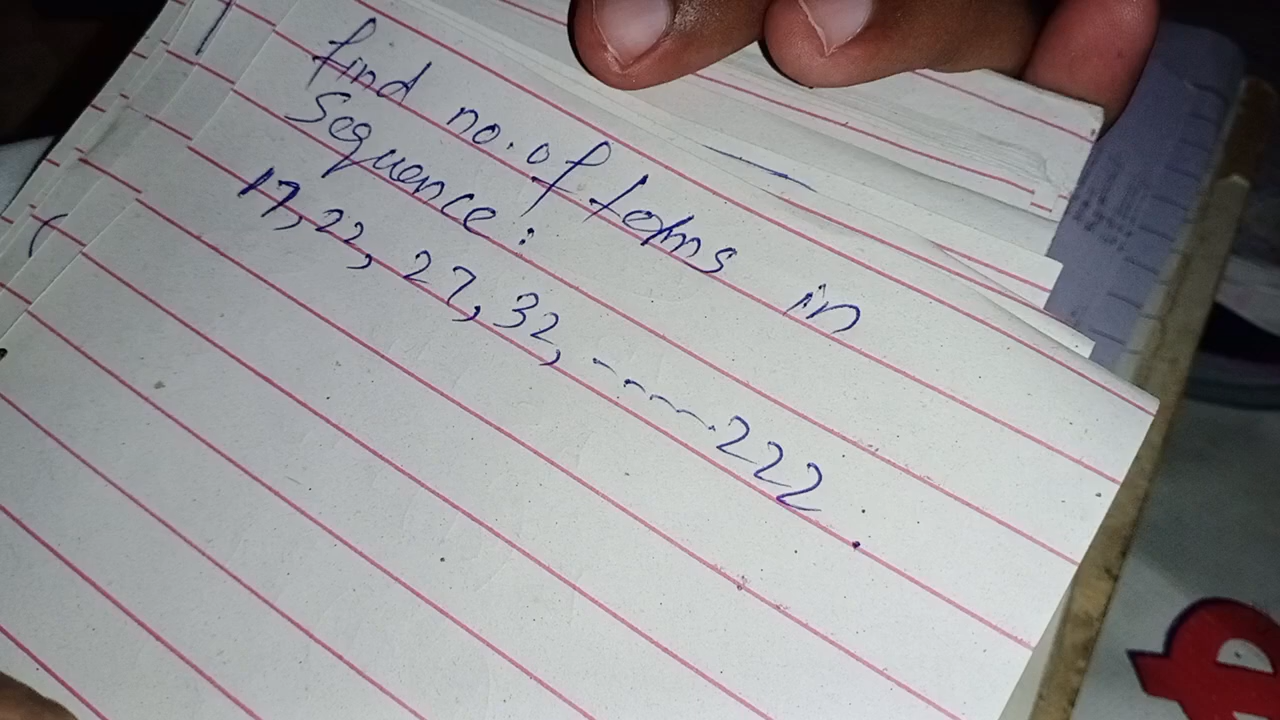 find no. of terms in
Sequence:
17, 22, 27, 32, ------.222.